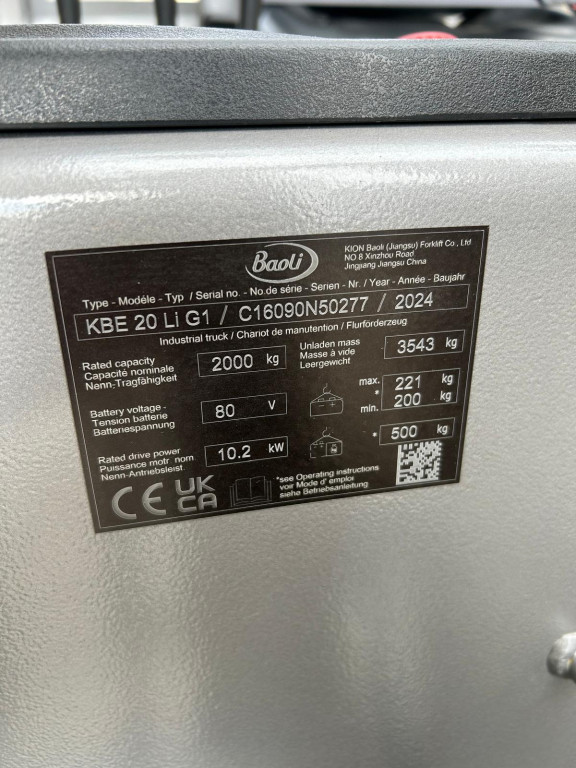 Baoli
KION Baoli (Jiangsu) Forklift Co., Ltd
NO 8 Xinzhou Road
Jingjiang Jiangsu China
Type - Modéle - Typ / Serial no. - No.de série - Serien - Nr. / Year - Année - Baujahr
KBE 20 Li G1 / C16090N50277 / 2024
Industrial truck / Chariot de manutention / Flurförderzeug
Rated capacity
Capacité nominale
Nenn-Tragfähigkeit
2000 kg
Unladen mass
Masse à vide
Leergewicht
3543 kg
Battery voltage -
Tension batterie
Batteriespannung
80 V
max. 221 kg
*
min. 200 kg
Rated drive power
Puissance motr. nom
Nenn-Antriebsleist.
10.2 kW
* 500 kg
CE UK
CA
*see Operating instructions
voir Mode d' emploi
siehe Betriebsanleitung